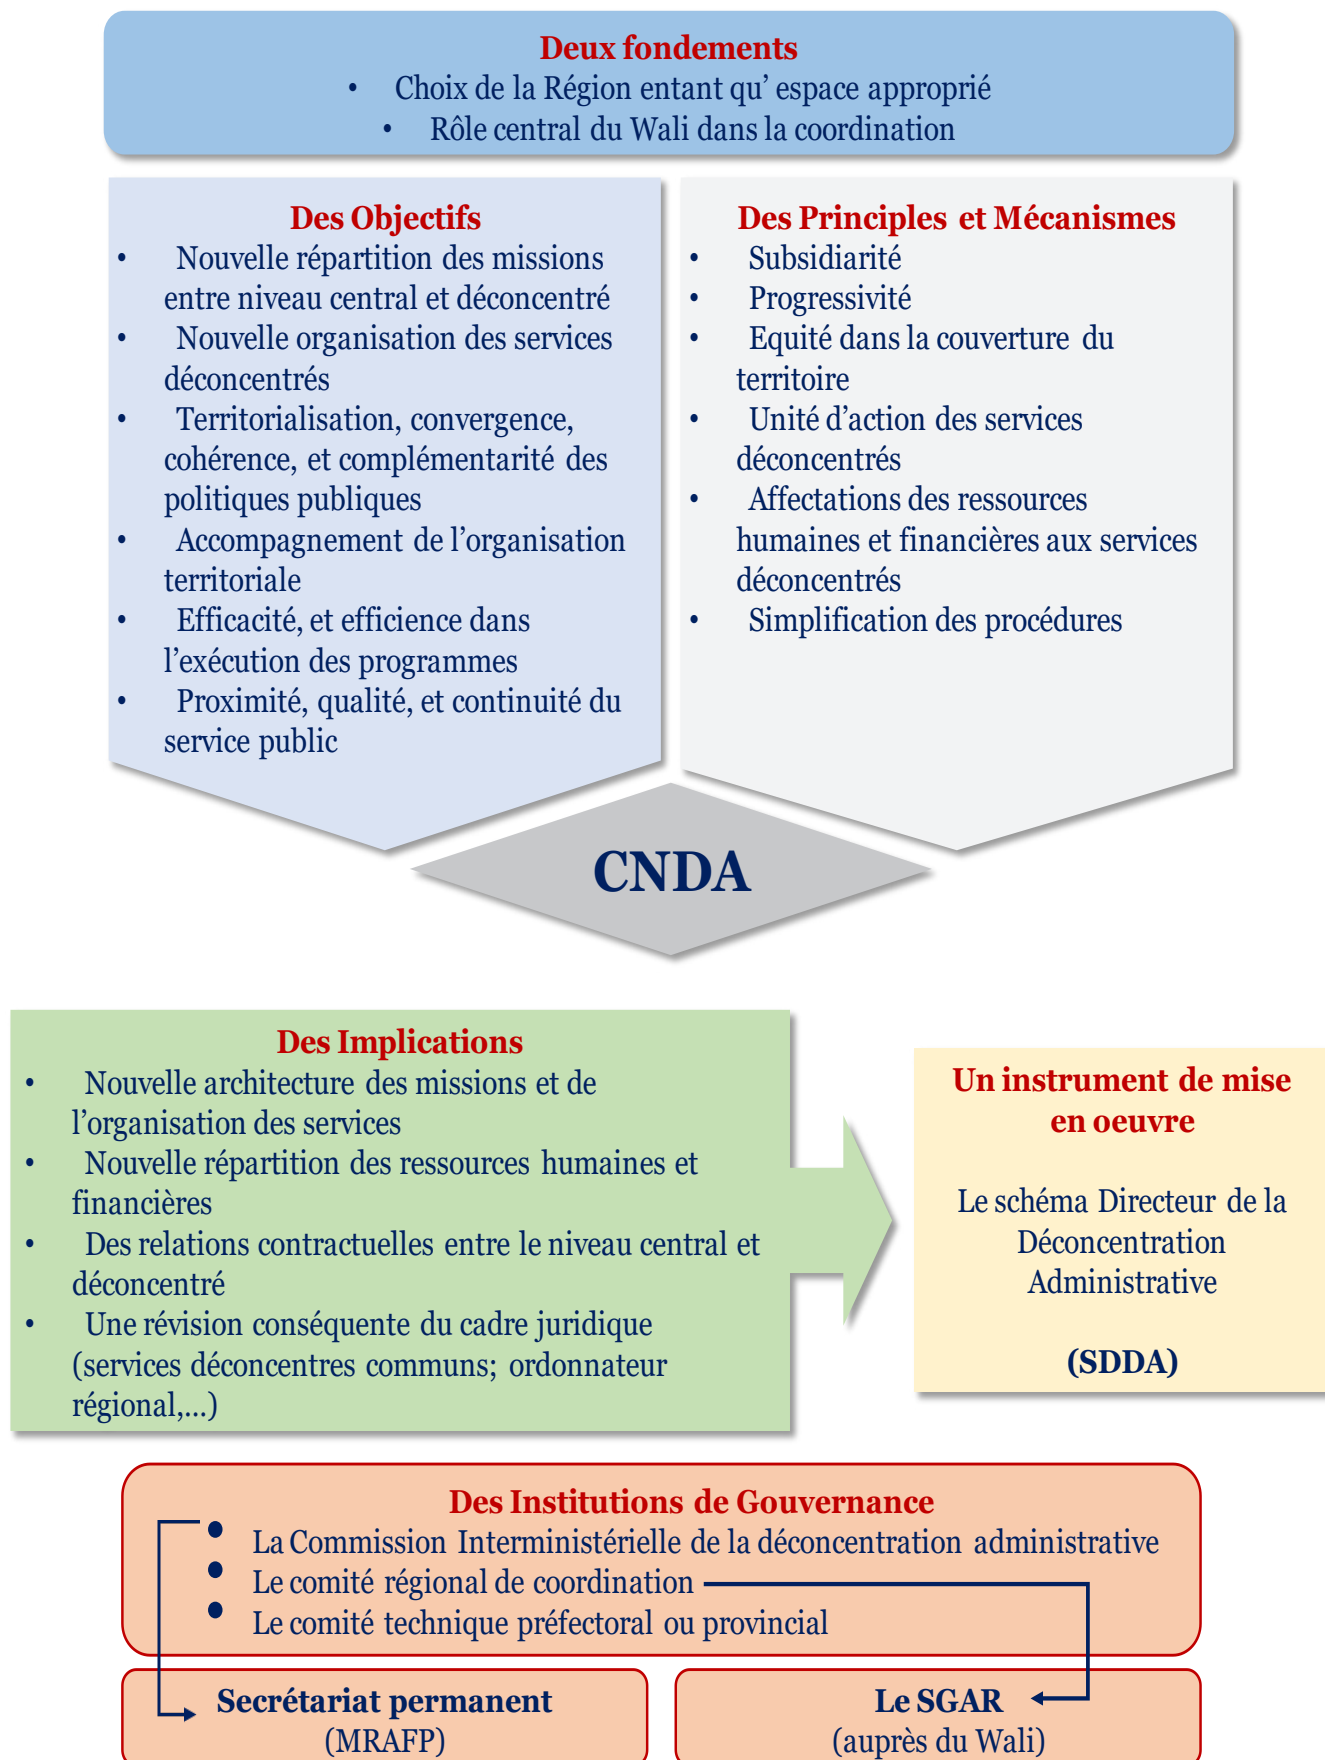 Deux fondements
• Choix de la Région entant qu’ espace approprié
• Rôle central du Wali dans la coordination
Des Objectifs
• Nouvelle répartition des missions
entre niveau central et déconcentré
• Nouvelle organisation des services
déconcentrés
• Territorialisation, convergence,
cohérence, et complémentarité des
politiques publiques
• Accompagnement de l’organisation
territoriale
• Efficacité, et efficience dans
l’exécution des programmes
• Proximité, qualité, et continuité du
service public
Des Principles et Mécanismes
• Subsidiarité
• Progressivité
• Equité dans la couverture du
territoire
• Unité d’action des services
déconcentrés
• Affectations des ressources
humaines et financières aux services
déconcentrés
• Simplification des procédures
CNDA
Des Implications
• Nouvelle architecture des missions et de
l’organisation des services
• Nouvelle répartition des ressources humaines et
financières
• Des relations contractuelles entre le niveau central et
déconcentré
• Une révision conséquente du cadre juridique
(services déconcentres communs; ordonnateur
régional,...)
Un instrument de mise
en oeuvre
Le schéma Directeur de la
Déconcentration
Administrative
(SDDA)
Des Institutions de Gouvernance
• La Commission Interministérielle de la déconcentration administrative
• Le comité régional de coordination
• Le comité technique préfectoral ou provincial
Secrétariat permanent
(MRAFP)
Le SGAR
(auprès du Wali)